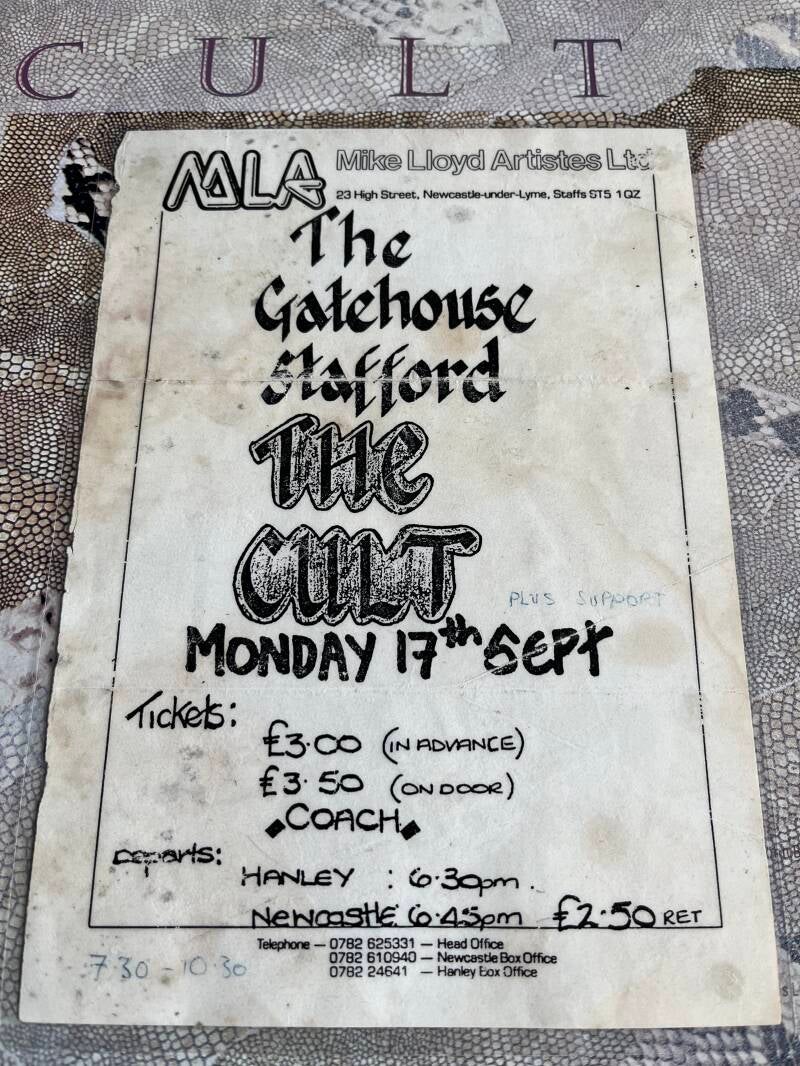 CULT
MLA Mike Lloyd Artistes Ltd
23 High Street, Newcastle-under-Lyme, Staffs ST5 1QZ
The
Gatehouse
Stafford
THE
CULT
PLUS SUPPORT
MONDAY 17th SEPT
Tickets:
£3·00 (IN ADVANCE)
£3·50 (ON DOOR)
COACH
Departs:
HANLEY : 6·30pm.
NEWCASTLE 6·45pm £2·50 RET
Telephone — 0782 625331 — Head Office
0782 610940 — Newcastle Box Office
0782 24641 — Hanley Box Office
7.30 - 10.30